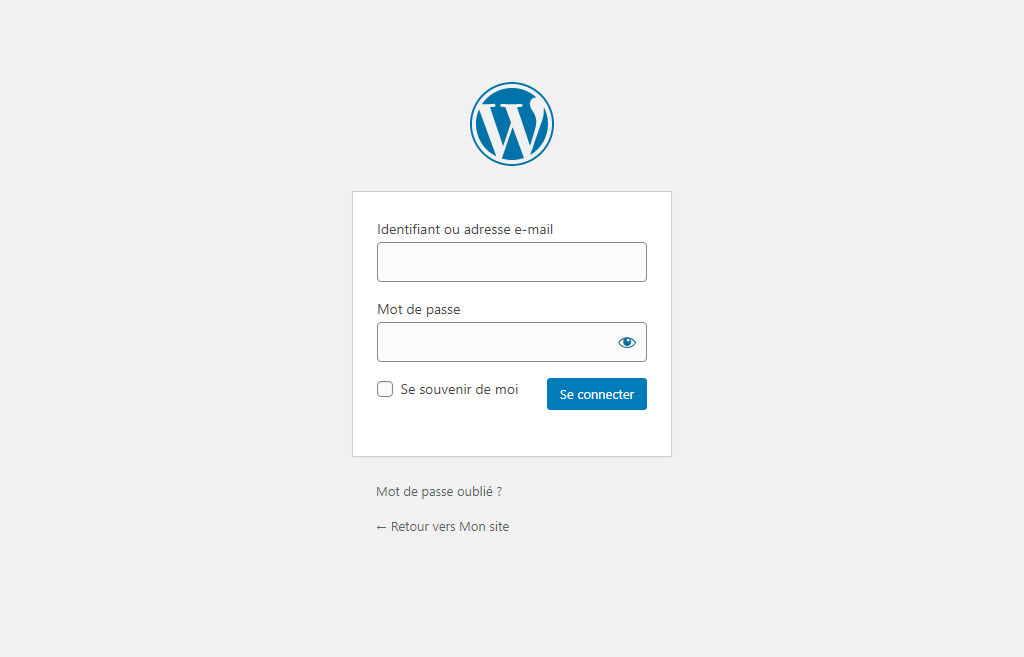 Identifiant ou adresse e-mail
Mot de passe
Se souvenir de moi
Se connecter
Mot de passe oublié ?
← Retour vers Mon site